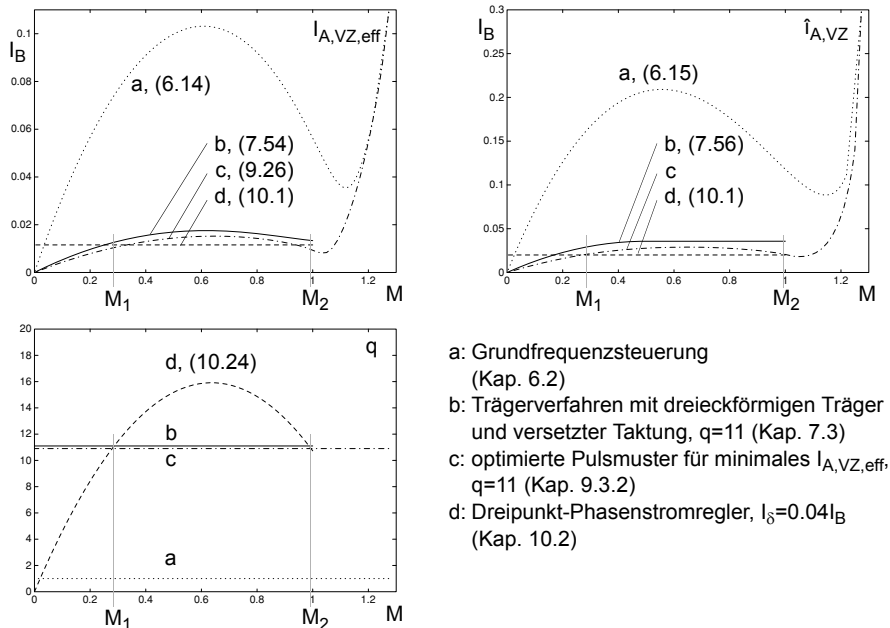 I_B
I_A,VZ,eff
0.1
0.08
0.06
0.04
0.02
0
a, (6.14)
b, (7.54)
c, (9.26)
d, (10.1)
0 0.2 0.4 0.6 0.8 1 1.2 M
M_1 M_2
I_B
î_A,VZ
0.3
0.25
0.2
0.15
0.1
0.05
0
a, (6.15)
b, (7.56)
c
d, (10.1)
0 0.2 0.4 0.6 0.8 1 1.2 M
M_1 M_2
20
18
16
14
12
10
8
6
4
2
0
q
d, (10.24)
b
c
a
0 0.2 0.4 0.6 0.8 1 1.2 M
M_1 M_2
a: Grundfrequenzsteuerung
(Kap. 6.2)
b: Trägerverfahren mit dreieckförmigen Träger
und versetzter Taktung, q=11 (Kap. 7.3)
c: optimierte Pulsmuster für minimales I_A,VZ,eff,
q=11 (Kap. 9.3.2)
d: Dreipunkt-Phasenstromregler, I_δ=0.04I_B
(Kap. 10.2)